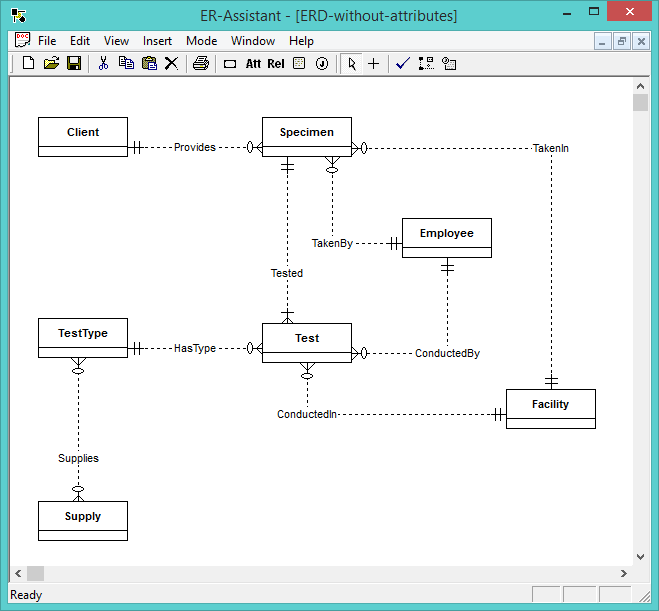 ER-Assistant - [ERD-without-attributes]
File Edit View Insert Mode Window Help
Att Rel J
Client
Provides
Specimen
TakenIn
TakenBy
Employee
Tested
TestType
HasType
Test
ConductedBy
ConductedIn
Facility
Supplies
Supply
Ready